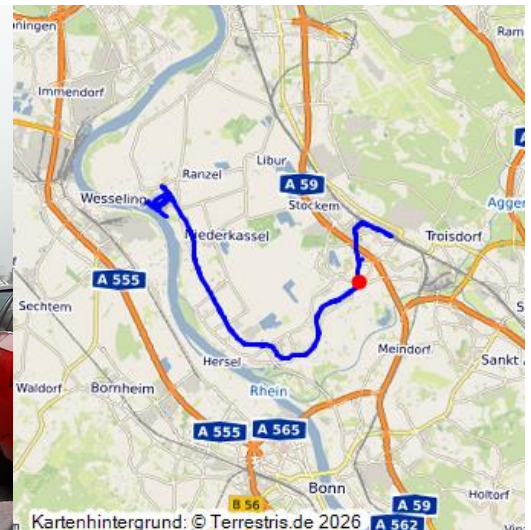 ningen
Ram
Immendorf
Libur
Ranzel
A 59
Wesseling
Stockem
Agger
Niederkassel
Troisdorf
A 555
Sechtem
Meindorf
Hersel
Sankt A
Waldorf
Bornheim
Rhein
A 555
A 565
Bonn
B 56
A 59
A 562
Kartenhintergrund: © Terrestris.de 2026